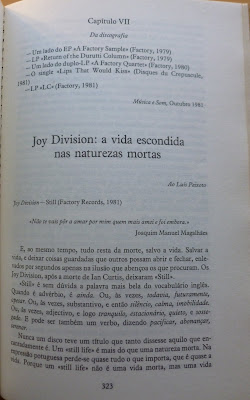 Capítulo VII
Da discografia
— Um lado do EP «A Factory Sample» (Factory, 1979)
— LP «Return of the Durutti Column» (Factory, 1979)
— Um lado do duplo-LP «A Factory Quartet» (Factory, 1980)
— O single «Lips That Would Kiss» (Disques du Crepuscule, 1981)
— LP «LC» (Factory, 1981)
Música e Som, Outubro 1981
Joy Division: a vida escondida
nas naturezas mortas
do Luís Peixoto
Joy Division — Still (Factory Records, 1981)
«Não te vais pôr a amar por mim quem mais amei e foi embora.»
Joaquim Manuel Magalhães
E, ao mesmo tempo, tudo resta da morte, salvo a vida. Salvar a
vida, e deixar coisas guardadas que outros possam abrir e fechar, enle-
vados por segundos apenas na ilusão que abençoa os que procuram. Os
Joy Division, após a morte de Ian Curtis, deixaram «Still».
«Still» é sem dúvida a palavra mais bela do vocabulário inglês.
Quando é advérbio, é ainda. Ou, às vezes, todavia, futuramente,
apesar. Ou, às vezes, substantivo, e então silêncio, calma, imobilidade.
Ou, às vezes, adjectivo, e logo tranquilo, estacionário, quieto, e sosse-
gado. E pode ser também um verbo, dizendo pacificar, abrandar,
acalmar.
Nunca um disco teve um título que tanto dissesse aquilo que en-
cerra. Um «still life» é mais do que uma natureza morta. Na
expressão portuguesa perde-se quase tudo o que importa, que é quase a
vida. Porque um «still life» não é uma vida morta, mas uma vida
323